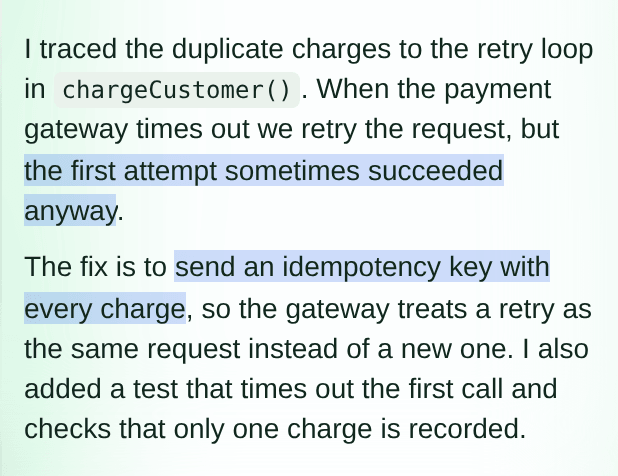 I traced the duplicate charges to the retry loop
in chargeCustomer(). When the payment
gateway times out we retry the request, but
the first attempt sometimes succeeded
anyway.
The fix is to send an idempotency key with
every charge, so the gateway treats a retry as
the same request instead of a new one. I also
added a test that times out the first call and
checks that only one charge is recorded.